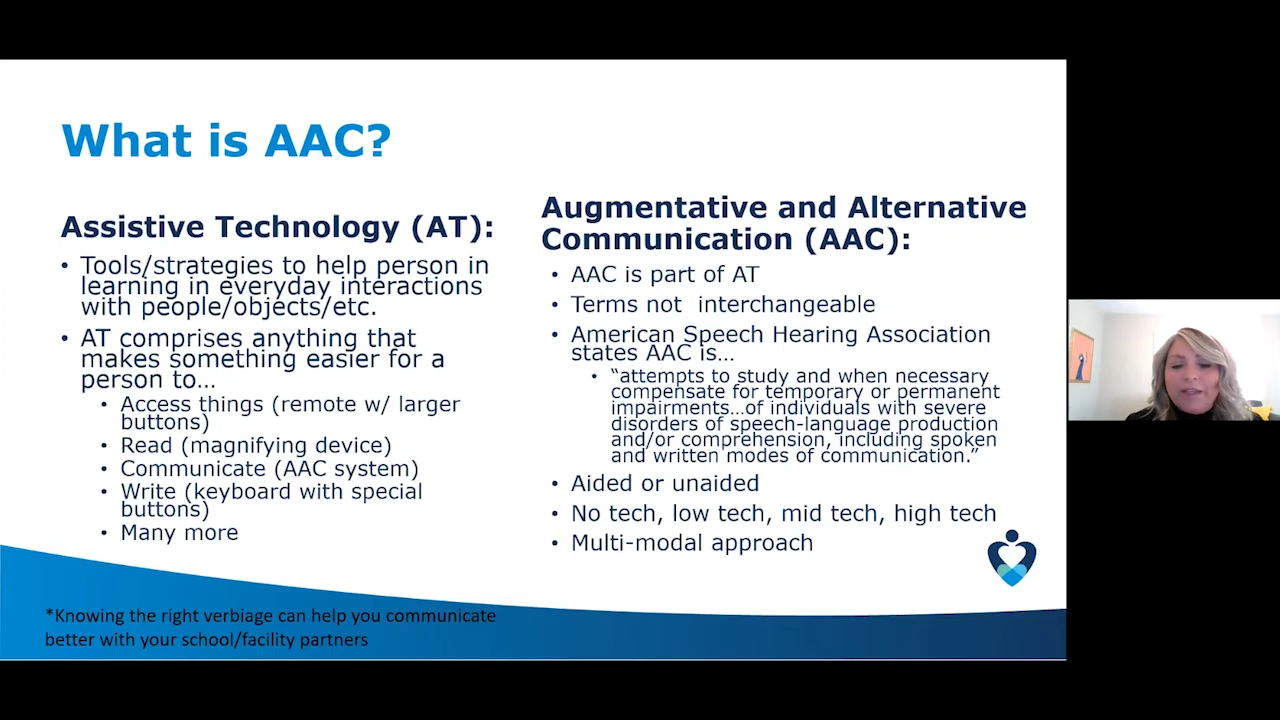 What is AAC?
Assistive Technology (AT):
• Tools/strategies to help person in
learning in everyday interactions
with people/objects/etc.
• AT comprises anything that
makes something easier for a
person to…
• Access things (remote w/ larger
buttons)
• Read (magnifying device)
• Communicate (AAC system)
• Write (keyboard with special
buttons)
• Many more
Augmentative and Alternative
Communication (AAC):
• AAC is part of AT
• Terms not  interchangeable
• American Speech Hearing Association
states AAC is…
• “attempts to study and when necessary
compensate for temporary or permanent
impairments…of individuals with severe
disorders of speech-language production
and/or comprehension, including spoken
and written modes of communication.”
• Aided or unaided
• No tech, low tech, mid tech, high tech
• Multi-modal approach
*Knowing the right verbiage can help you communicate
better with your school/facility partners